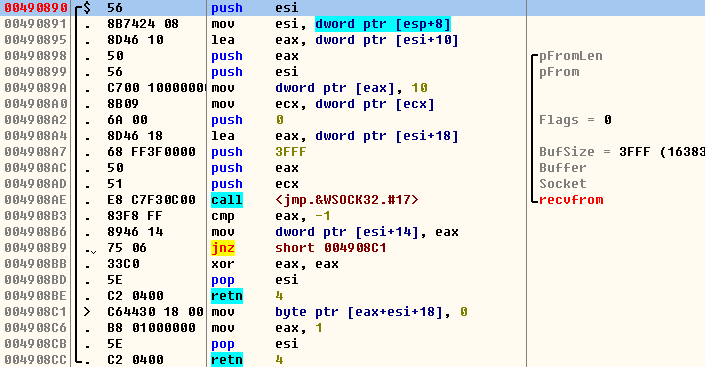 00490890 $ 56 push esi
00490891 . 8B7424 08 mov esi, dword ptr [esp+8]
00490895 . 8D46 10 lea eax, dword ptr [esi+10]
00490898 . 50 push eax pFromLen
00490899 . 56 push esi pFrom
0049089A . C700 10000000 mov dword ptr [eax], 10
004908A0 . 8B09 mov ecx, dword ptr [ecx]
004908A2 . 6A 00 push 0 Flags = 0
004908A4 . 8D46 18 lea eax, dword ptr [esi+18]
004908A7 . 68 FF3F0000 push 3FFF BufSize = 3FFF (16383
004908AC . 50 push eax Buffer
004908AD . 51 push ecx Socket
004908AE . E8 C7F30C00 call <jmp.&WSOCK32.#17> recvfrom
004908B3 . 83F8 FF cmp eax, -1
004908B6 . 8946 14 mov dword ptr [esi+14], eax
004908B9 . 75 06 jnz short 004908C1
004908BB . 33C0 xor eax, eax
004908BD . 5E pop esi
004908BE . C2 0400 retn 4
004908C1 > C64430 18 00 mov byte ptr [eax+esi+18], 0
004908C6 . B8 01000000 mov eax, 1
004908CB . 5E pop esi
004908CC . C2 0400 retn 4